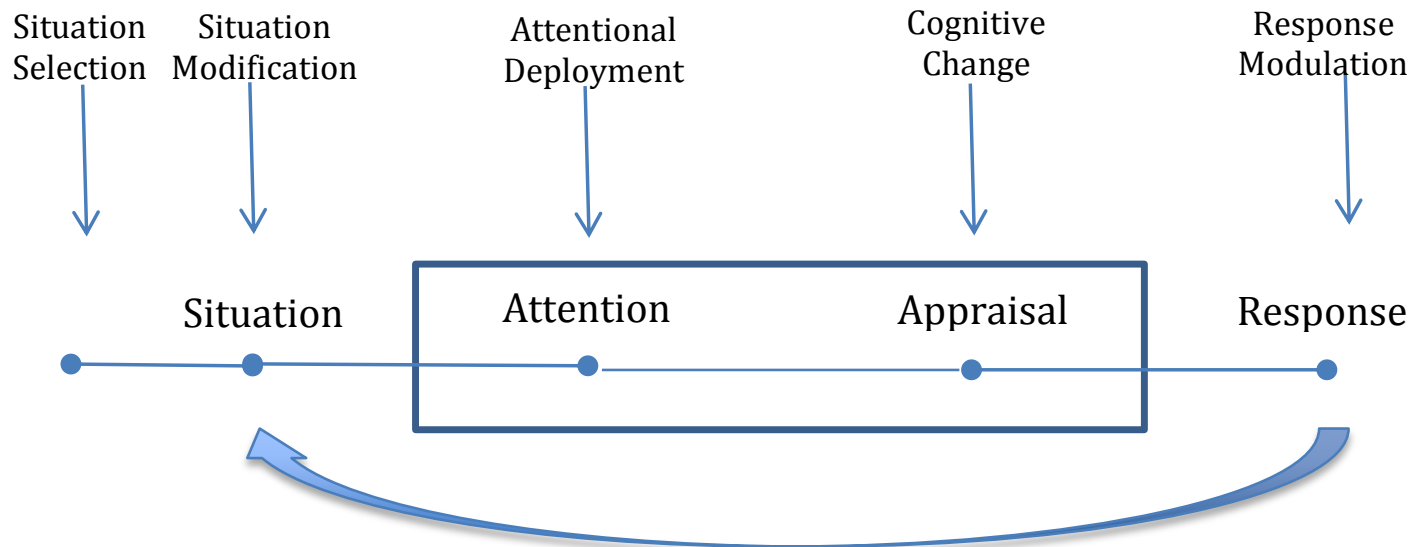 Situation
Selection
Situation
Modification
Attentional
Deployment
Cognitive
Change
Response
Modulation
Situation
Attention
Appraisal
Response